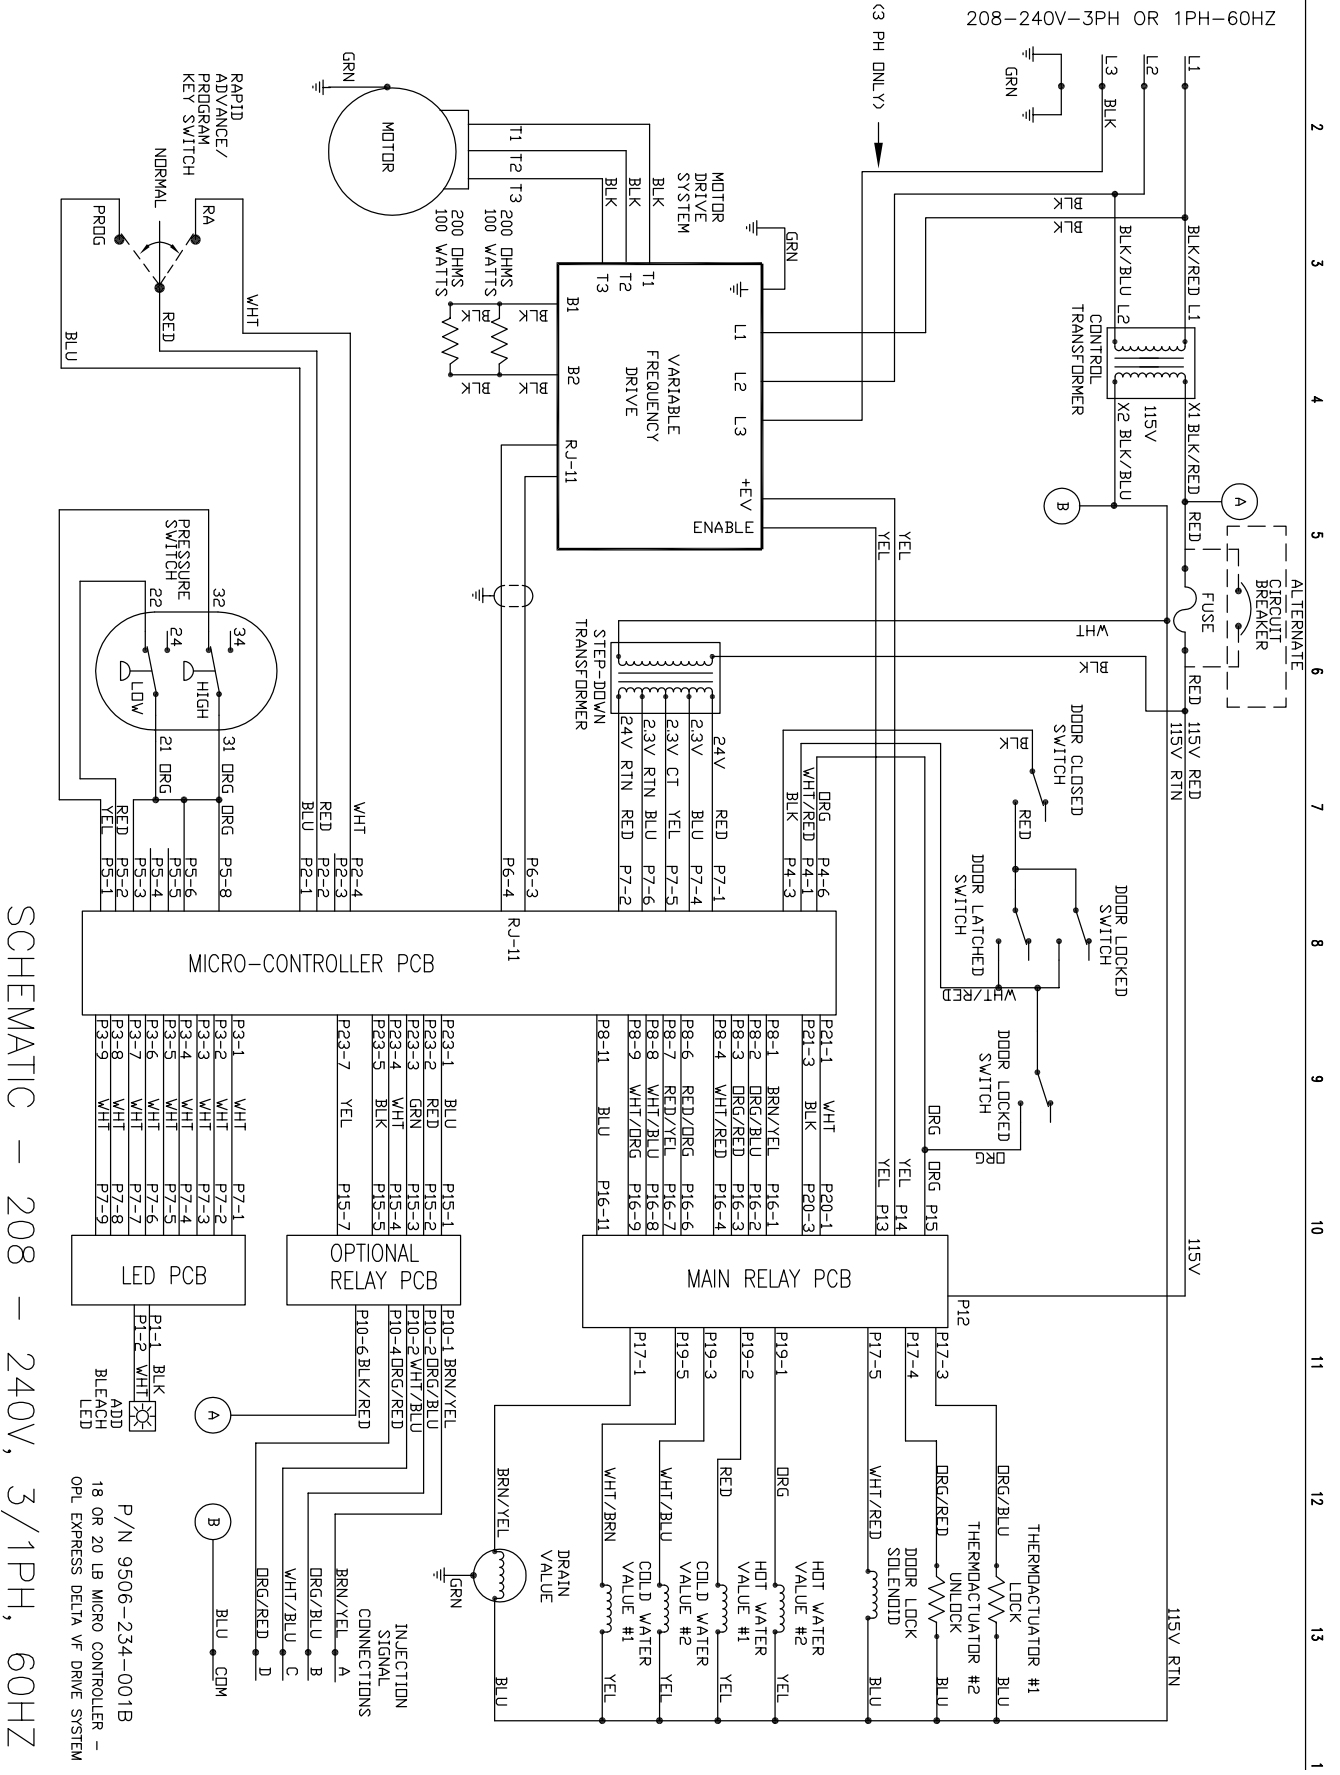 208-240V-3PH OR 1PH-60HZ
L1
L2
L3
BLK
GRN
(3 PH ONLY)
2
3
4
5
6
7
8
9
10
11
12
13
1
BLK
BLK
BLK/RED L1
BLK/BLU L2
CONTROL
TRANSFORMER
X1 BLK/RED
115V
X2 BLK/BLU
A
B
RED
ALTERNATE
CIRCUIT
BREAKER
FUSE
RED
115V RED
115V RTN
WHT
BLK
115V
115V RTN
GRN
MOTOR
T1
T2
T3
BLK
BLK
BLK
MOTOR
DRIVE
SYSTEM
GRN
200 OHMS
100 WATTS
200 OHMS
100 WATTS
BLK
BLK
BLK
BLK
T1
T2
T3
B1
B2
RJ-11
L1
L2
L3
+EV
ENABLE
VARIABLE
FREQUENCY
DRIVE
YEL
YEL
RAPID
ADVANCE/
PROGRAM
KEY SWITCH
NORMAL
RA
PROG
WHT
RED
BLU
PRESSURE
SWITCH
32
34
22
24
HIGH
LOW
31 ORG
21 ORG
ORG
RED
YEL
WHT
RED
BLU
STEP-DOWN
TRANSFORMER
24V
2.3V
2.3V CT
2.3V RTN
24V RTN
RED
BLU
YEL
BLU
RED
P7-1
P7-4
P7-5
P7-6
P7-2
DOOR CLOSED
SWITCH
BLK
RED
DOOR LATCHED
SWITCH
DOOR LOCKED
SWITCH
WHT/RED
DOOR LOCKED
SWITCH
ORG
ORG
WHT/RED
BLK
P4-6
P4-1
P4-3
P6-3
P6-4
P2-4
P2-3
P2-2
P2-1
P5-8
P5-6
P5-5
P5-4
P5-3
P5-2
P5-1
RJ-11
MICRO-CONTROLLER PCB
P21-1 WHT P20-1
P21-3 BLK P20-3
P8-1 BRN/YEL P16-1
P8-2 ORG/BLU P16-2
P8-3 ORG/RED P16-3
P8-4 WHT/RED P16-4
P8-6 RED/ORG P16-6
P8-7 RED/YEL P16-7
P8-8 WHT/BLU P16-8
P8-9 WHT/ORG P16-9
P8-11 BLU P16-11
P23-1 BLU P15-1
P23-2 RED P15-2
P23-3 GRN P15-3
P23-4 WHT P15-4
P23-5 BLK P15-5
P23-7 YEL P15-7
P3-1 WHT P7-1
P3-2 WHT P7-2
P3-3 WHT P7-3
P3-4 WHT P7-4
P3-5 WHT P7-5
P3-6 WHT P7-6
P3-7 WHT P7-7
P3-8 WHT P7-8
P3-9 WHT P7-9
ORG
ORG P15
YEL P14
YEL P13
MAIN RELAY PCB
P12
OPTIONAL
RELAY PCB
LED PCB
P17-3
P17-4
P17-5
P19-1
P19-2
P19-3
P19-5
P17-1
P10-1 BRN/YEL
P10-2 ORG/BLU
P10-2 WHT/BLU
P10-4 ORG/RED
P10-6 BLK/RED
P1-1 BLK
P1-2 WHT
ADD
BLEACH
LED
A
B
ORG/BLU
THERMOACTUATOR #1
LOCK
BLU
ORG/RED
THERMOACTUATOR #2
UNLOCK
BLU
WHT/RED
DOOR LOCK
SOLENOID
BLU
ORG
HOT WATER
VALUE #2
YEL
RED
HOT WATER
VALUE #1
YEL
WHT/BLU
COLD WATER
VALUE #2
YEL
WHT/BRN
COLD WATER
VALUE #1
YEL
BRN/YEL
DRAIN
VALUE
GRN
BLU
INJECTION
SIGNAL
CONNECTIONS
BRN/YEL A
ORG/BLU B
WHT/BLU C
ORG/RED D
BLU COM
P/N 9506-234-001B
18 OR 20 LB MICRO CONTROLLER -
OPL EXPRESS DELTA VF DRIVE SYSTEM
SCHEMATIC - 208 - 240V, 3/1PH, 60HZ